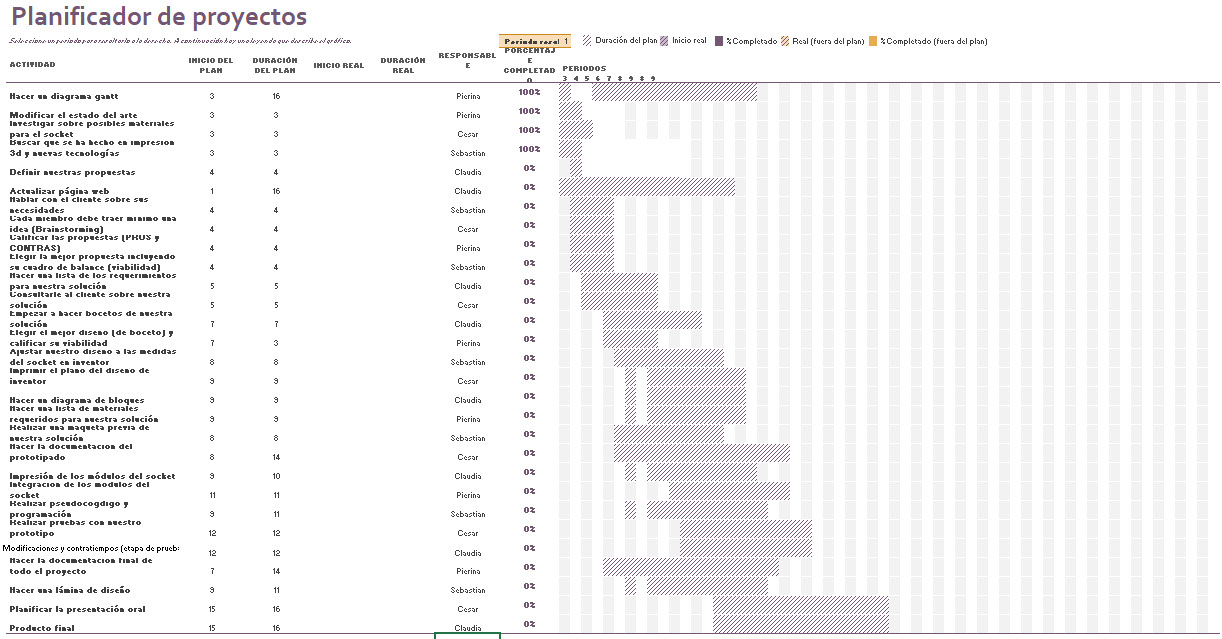 Planificador de proyectos
Seleccione un período para resaltarlo a la derecha. A continuación hay una leyenda que describe el gráfico.
Periodo resal 1
Duración del plan
Inicio real
%Completado
Real (fuera del plan)
%Completado (fuera del plan)
ACTIVIDAD
INICIO DEL PLAN
DURACIÓN DEL PLAN
INICIO REAL
DURACIÓN REAL
RESPONSABLE
PORCENTAJE COMPLETADO
PERIODOS
3 4 5 6 7 8 9 8 9
Hacer un diagrama gantt 3 16 Pierina 100%
Modificar el estado del arte 3 3 Pierina 100%
Investigar sobre posibles materiales
para el socket 3 3 Cesar 100%
Buscar que se ha hecho en impresión
3d y nuevas tecnologías 3 3 Sebastian 100%
Definir nuestras propuestas 4 4 Claudia 0%
Actualizar página web 1 16 Claudia 0%
Hablar con el cliente sobre sus
necesidades 4 4 Sebastian 0%
Cada miembro debe traer mínimo una
idea (Brainstorming) 4 4 Cesar 0%
Calificar las propuestas (PROS y
CONTRAS) 4 4 Pierina 0%
Elegir la mejor propuesta incluyendo
su cuadro de balance (viabilidad) 4 4 Sebastian 0%
Hacer una lista de los requerimientos
para nuestra solución 5 5 Claudia 0%
Consultarle al cliente sobre nuestra
solución 5 5 Cesar 0%
Empezar a hacer bocetos de nuestra
solución 7 7 Claudia 0%
Elegir el mejor diseño (de boceto) y
calificar su viabilidad 7 3 Pierina 0%
Ajustar nuestro diseño a las medidas
del socket en inventor 8 8 Sebastian 0%
Imprimir el plano del diseño de
inventor 9 9 Cesar 0%
Hacer un diagrama de bloques 9 9 Claudia 0%
Hacer una lista de materiales
requeridos para nuestra solución 9 9 Pierina 0%
Realizar una maqueta previa de
nuestra solución 8 8 Sebastian 0%
Hacer la documentación del
prototipado 8 14 Cesar 0%
Impresión de los módulos del socket 9 10 Claudia 0%
Integración de los módulos del
socket 11 11 Pierina 0%
Realizar pseudocogdigo y
programación 9 11 Sebastian 0%
Realizar pruebas con nuestro
prototipo 12 12 Cesar 0%
Modificaciones y contratiempos (etapa de prueb 12 12 Claudia 0%
Hacer la documentación final de
todo el proyecto 7 14 Pierina 0%
Hacer una lámina de diseño 9 11 Sebastian 0%
Planificar la presentación oral 15 16 Cesar 0%
Producto final 15 16 Claudia 0%